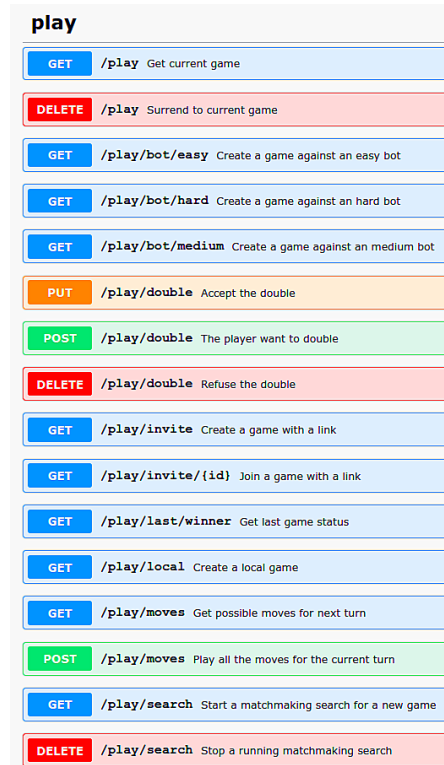 play
GET /play Get current game
DELETE /play Surrend to current game
GET /play/bot/easy Create a game against an easy bot
GET /play/bot/hard Create a game against an hard bot
GET /play/bot/medium Create a game against an medium bot
PUT /play/double Accept the double
POST /play/double The player want to double
DELETE /play/double Refuse the double
GET /play/invite Create a game with a link
GET /play/invite/{id} Join a game with a link
GET /play/last/winner Get last game status
GET /play/local Create a local game
GET /play/moves Get possible moves for next turn
POST /play/moves Play all the moves for the current turn
GET /play/search Start a matchmaking search for a new game
DELETE /play/search Stop a running matchmaking search